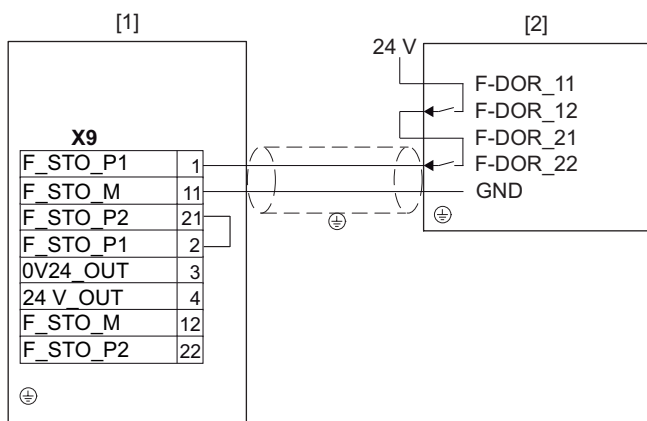 [1]
X9
F_STO_P1 1
F_STO_M 11
F_STO_P2 21
F_STO_P1 2
0V24_OUT 3
24 V_OUT 4
F_STO_M 12
F_STO_P2 22
[2]
24 V
F-DOR_11
F-DOR_12
F-DOR_21
F-DOR_22
GND